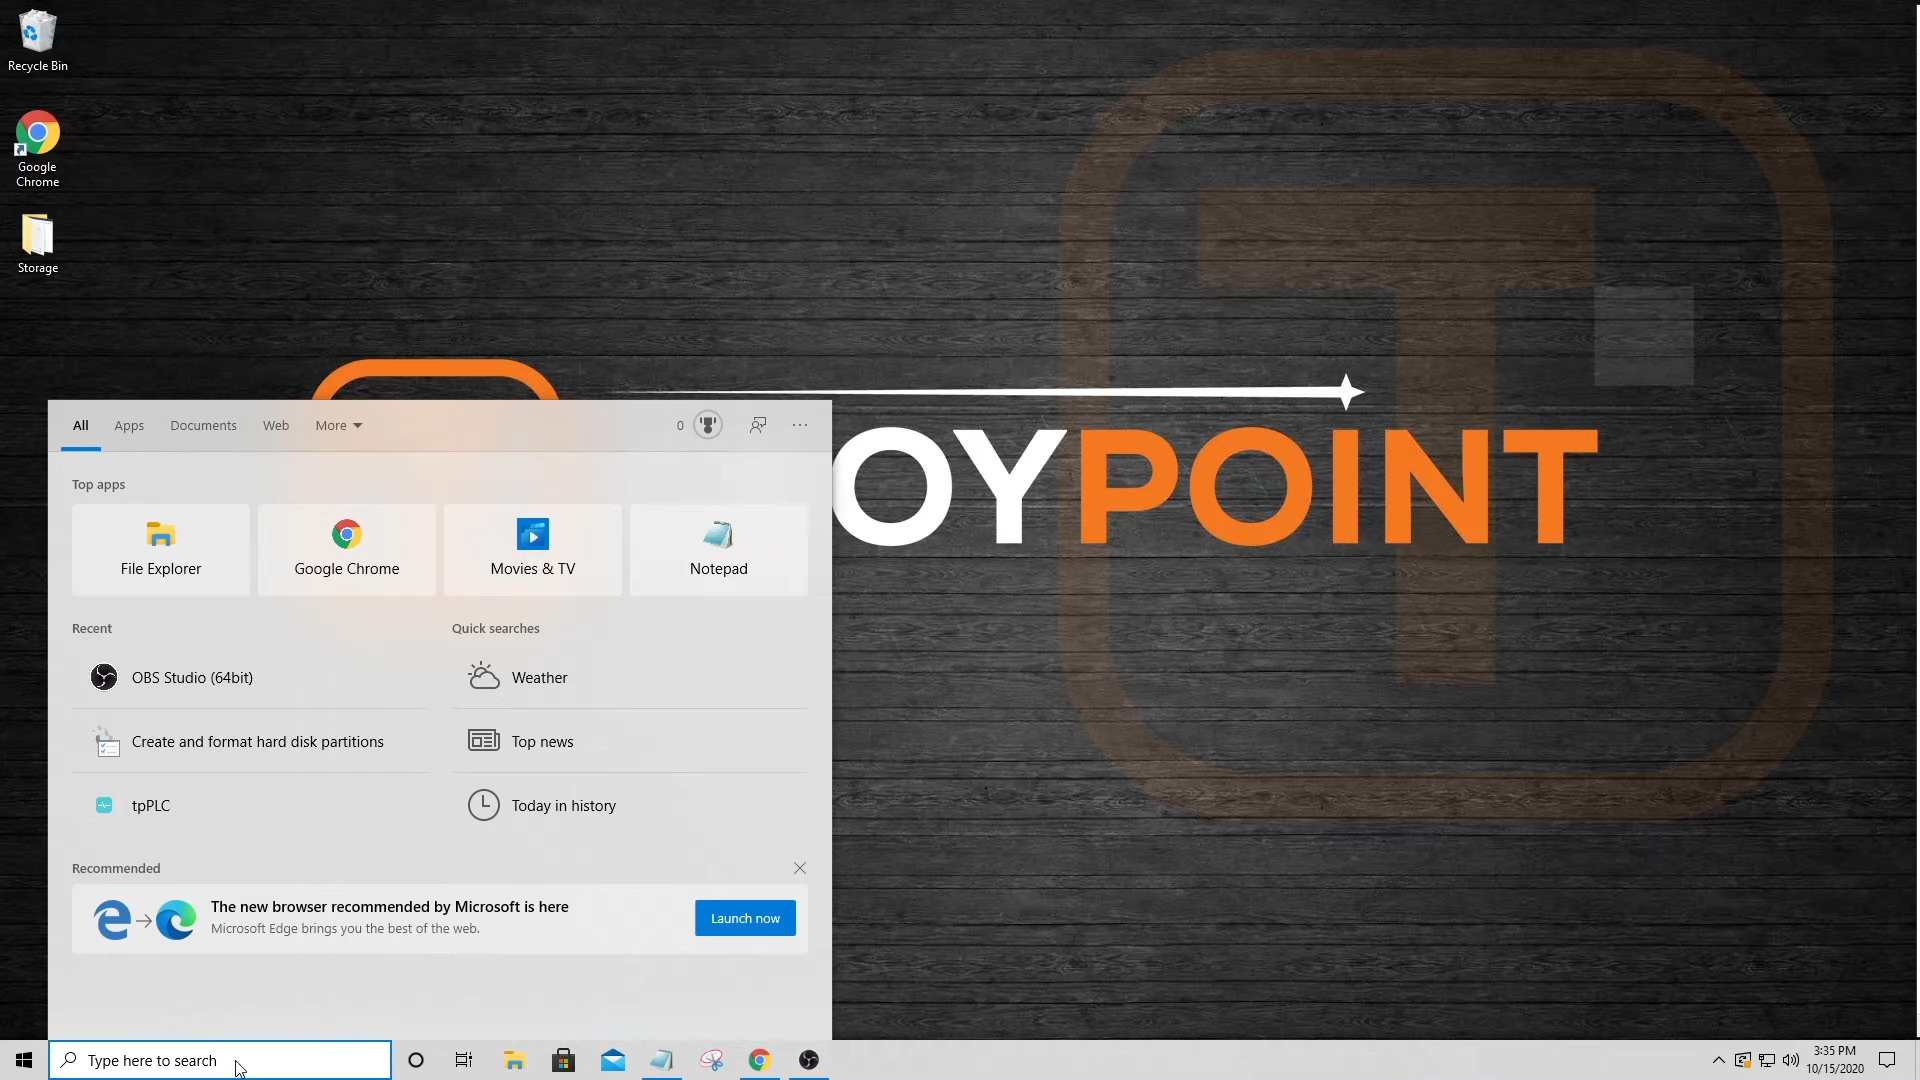 Recycle Bin
Google
Chrome
Storage
OYPOINT
All Apps Documents Web More 0
Top apps
File Explorer Google Chrome Movies & TV Notepad
Recent Quick searches
OBS Studio (64bit) Weather
Create and format hard disk partitions Top news
tpPLC Today in history
Recommended
The new browser recommended by Microsoft is here
Microsoft Edge brings you the best of the web.
Launch now
Type here to search
3:35 PM
10/15/2020